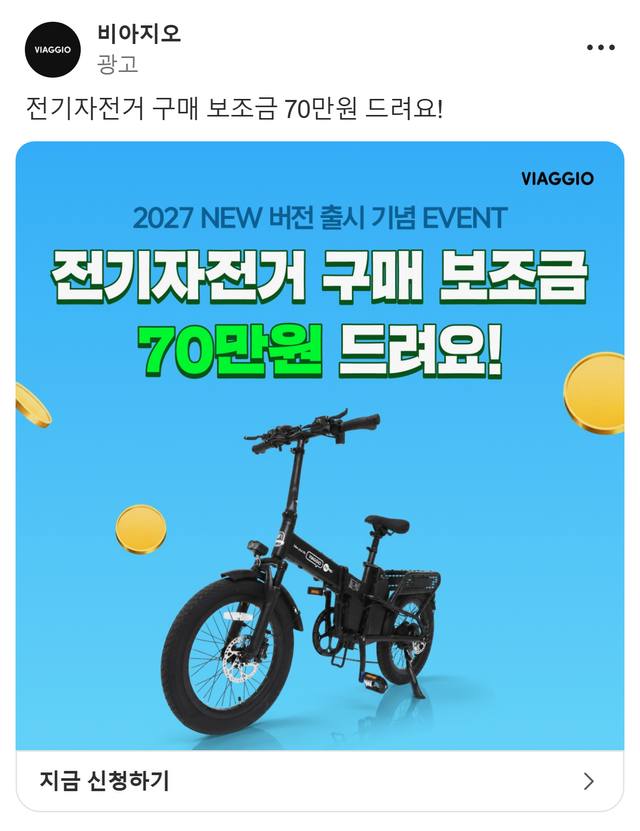 VIAGGIO
비아지오
광고
전기자전거 구매 보조금 70만원 드려요!
VIAGGIO
2027 NEW 버전 출시 기념 EVENT
전기자전거 구매 보조금
70만원 드려요!
VIAGGIO
지금 신청하기